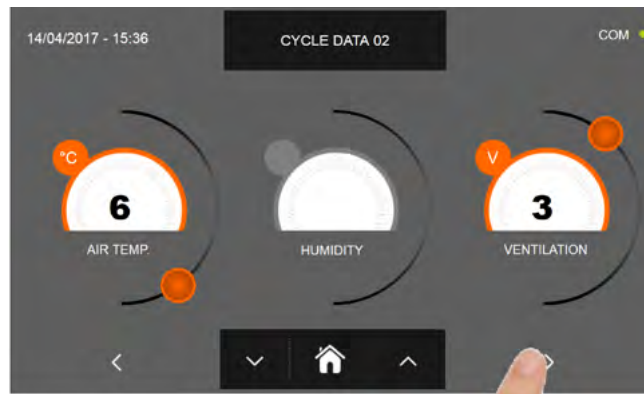 14/04/2017 - 15:36
CYCLE DATA 02
COM
°C
V
6
3
AIR TEMP.
HUMIDITY
VENTILATION